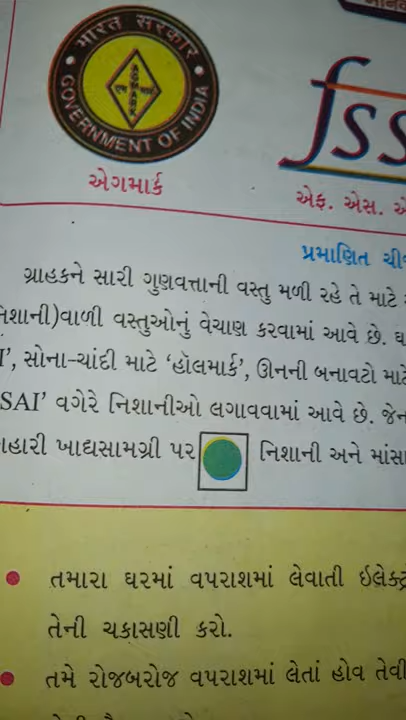 भारत सरकार
AGMARK
GOVERNMENT OF INDIA
એગમાર્ક
fss
એફ. એસ.
પ્રમાણિત
ગ્રાહકને સારી ગુણવત્તાની વસ્તુ મળી રહે તે માટે
નિશાની)વાળી વસ્તુઓનું વેચાણ કરવામાં આવે છે.
I', સોના-ચાંદી માટે ‘હૉલમાર્ક’, ઊનની બનાવટો માટે
SAI' વગેરે નિશાનીઓ લગાવવામાં આવે છે.
હારી ખાદ્યસામગ્રી પર નિશાની અને
• તમારા ઘરમાં વપરાશમાં લેવાતી
તેની ચકાસણી કરો.
• તમે રોજબરોજ વપરાશમાં લેતાં હોવ તેવી